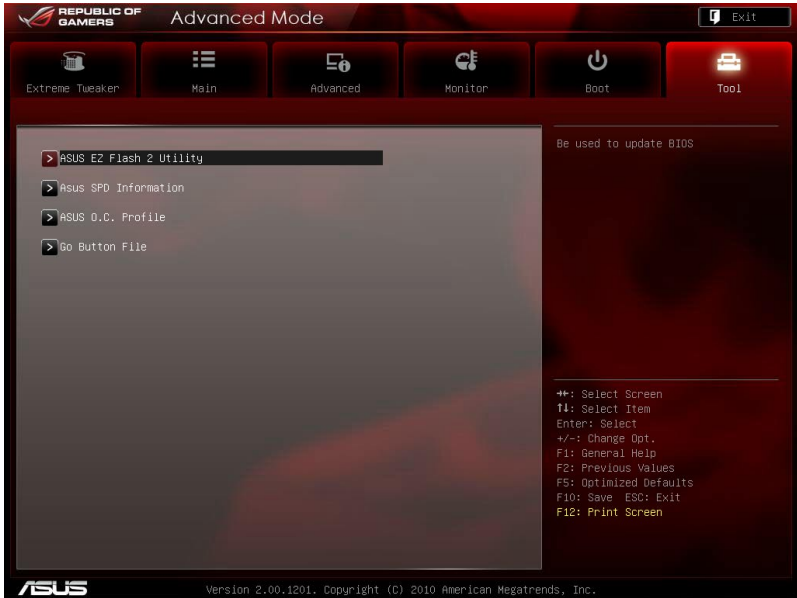 REPUBLIC OF
GAMERS
Advanced Mode
Exit
Extreme Tweaker
Main
Advanced
Monitor
Boot
Tool
> ASUS EZ Flash 2 Utility
> Asus SPD Information
> ASUS O.C. Profile
> Go Button File
Be used to update BIOS
→←: Select Screen
↑↓: Select Item
Enter: Select
+/-: Change Opt.
F1: General Help
F2: Previous Values
F5: Optimized Defaults
F10: Save ESC: Exit
F12: Print Screen
ASUS
Version 2.00.1201. Copyright (C) 2010 American Megatrends, Inc.